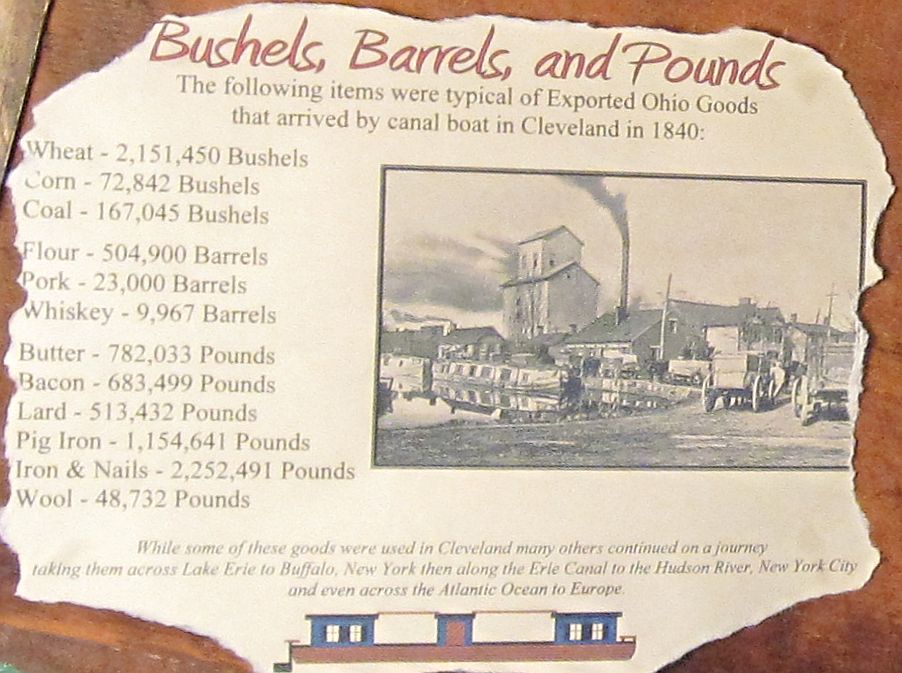 Bushels, Barrels, and Pounds
The following items were typical of Exported Ohio Goods
that arrived by canal boat in Cleveland in 1840:
Wheat - 2,151,450 Bushels
Corn - 72,842 Bushels
Coal - 167,045 Bushels
Flour - 504,900 Barrels
Pork - 23,000 Barrels
Whiskey - 9,967 Barrels
Butter - 782,033 Pounds
Bacon - 683,499 Pounds
Lard - 513,432 Pounds
Pig Iron - 1,154,641 Pounds
Iron & Nails - 2,252,491 Pounds
Wool - 48,732 Pounds
While some of these goods were used in Cleveland many others continued on a journey
taking them across Lake Erie to Buffalo, New York then along the Erie Canal to the Hudson River, New York City
and even across the Atlantic Ocean to Europe.